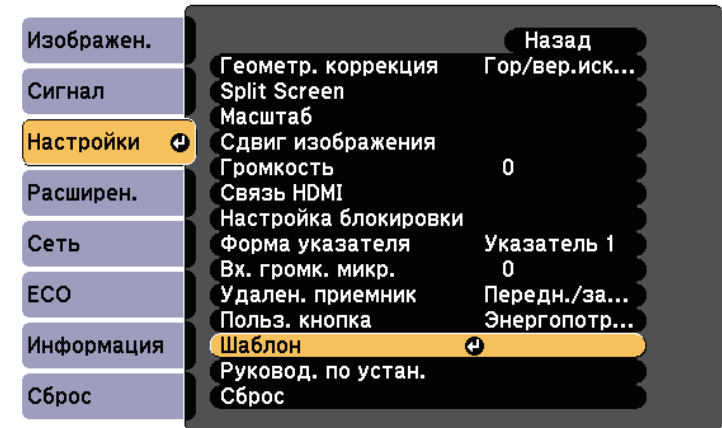 Изображен.
Сигнал
Настройки
Расширен.
Сеть
ECO
Информация
Сброс
Назад
Геометр. коррекция Гор/вер.иск...
Split Screen
Масштаб
Сдвиг изображения
Громкость 0
Связь HDMI
Настройка блокировки
Форма указателя Указатель 1
Вх. громк. микр. 0
Удален. приемник Передн./за...
Польз. кнопка Энергопотр...
Шаблон
Руковод. по устан.
Сброс